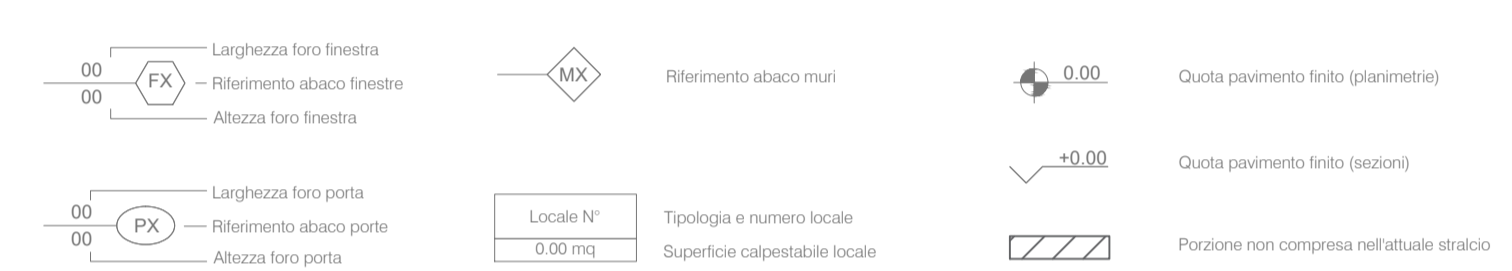 00
00
FX
Larghezza foro finestra
Riferimento abaco finestre
Altezza foro finestra
00
00
PX
Larghezza foro porta
Riferimento abaco porte
Altezza foro porta
MX
Riferimento abaco muri
Locale N°
0.00 mq
Tipologia e numero locale
Superficie calpestabile locale
0.00
Quota pavimento finito (planimetrie)
+0.00
Quota pavimento finito (sezioni)
Porzione non compresa nell'attuale stralcio